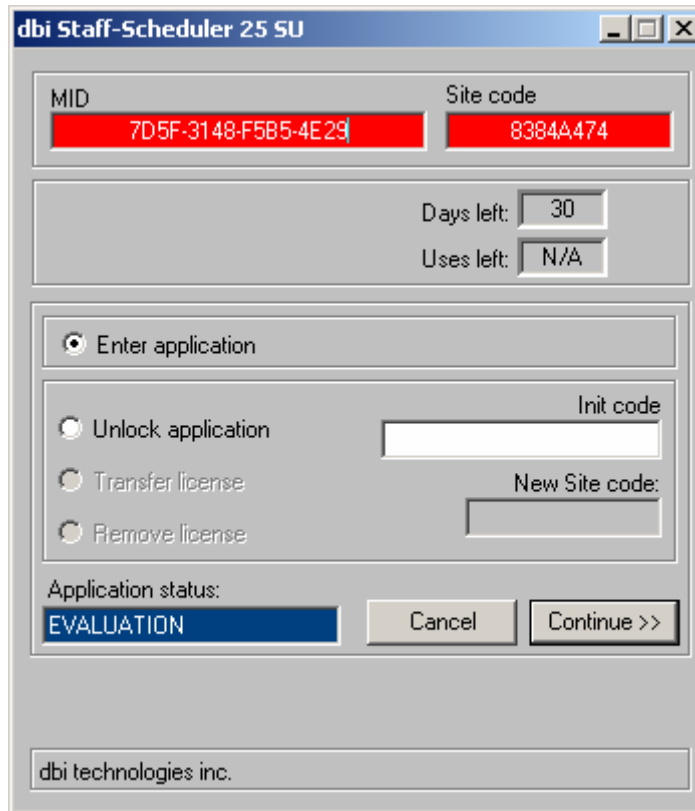 dbi Staff-Scheduler 25 SU
MID
Site code
7D5F-3148-F5B5-4E29
8384A474
Days left: 30
Uses left: N/A
Enter application
Init code
Unlock application
Transfer license
New Site code:
Remove license
Application status:
EVALUATION
Cancel
Continue >>
dbi technologies inc.